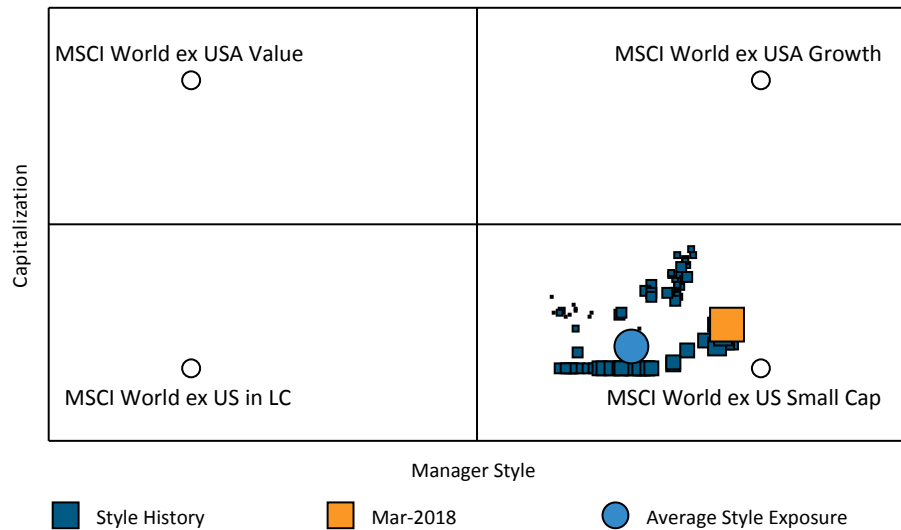 MSCI World ex USA Value
MSCI World ex USA Growth
Capitalization
MSCI World ex US in LC
MSCI World ex US Small Cap
Manager Style
Style History
Mar-2018
Average Style Exposure